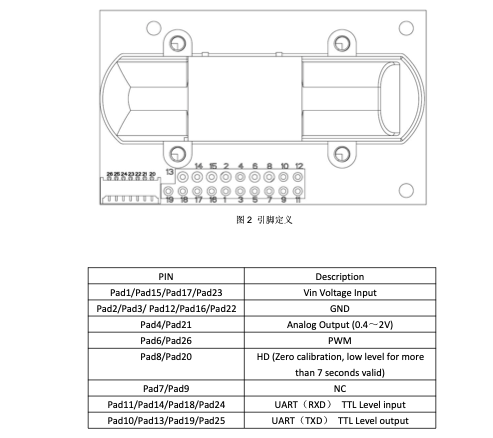 14 15 2 4 6 8 10 12
13
26 25 24 23 22 21 20
19 18 17 16 1 3 5 7 9 11
图 2 引脚定义
PIN Description
Pad1/Pad15/Pad17/Pad23 Vin Voltage Input
Pad2/Pad3/ Pad12/Pad16/Pad22 GND
Pad4/Pad21 Analog Output (0.4～2V)
Pad6/Pad26 PWM
Pad8/Pad20 HD (Zero calibration, low level for more
than 7 seconds valid)
Pad7/Pad9 NC
Pad11/Pad14/Pad18/Pad24 UART（RXD） TTL Level input
Pad10/Pad13/Pad19/Pad25 UART（TXD） TTL Level output